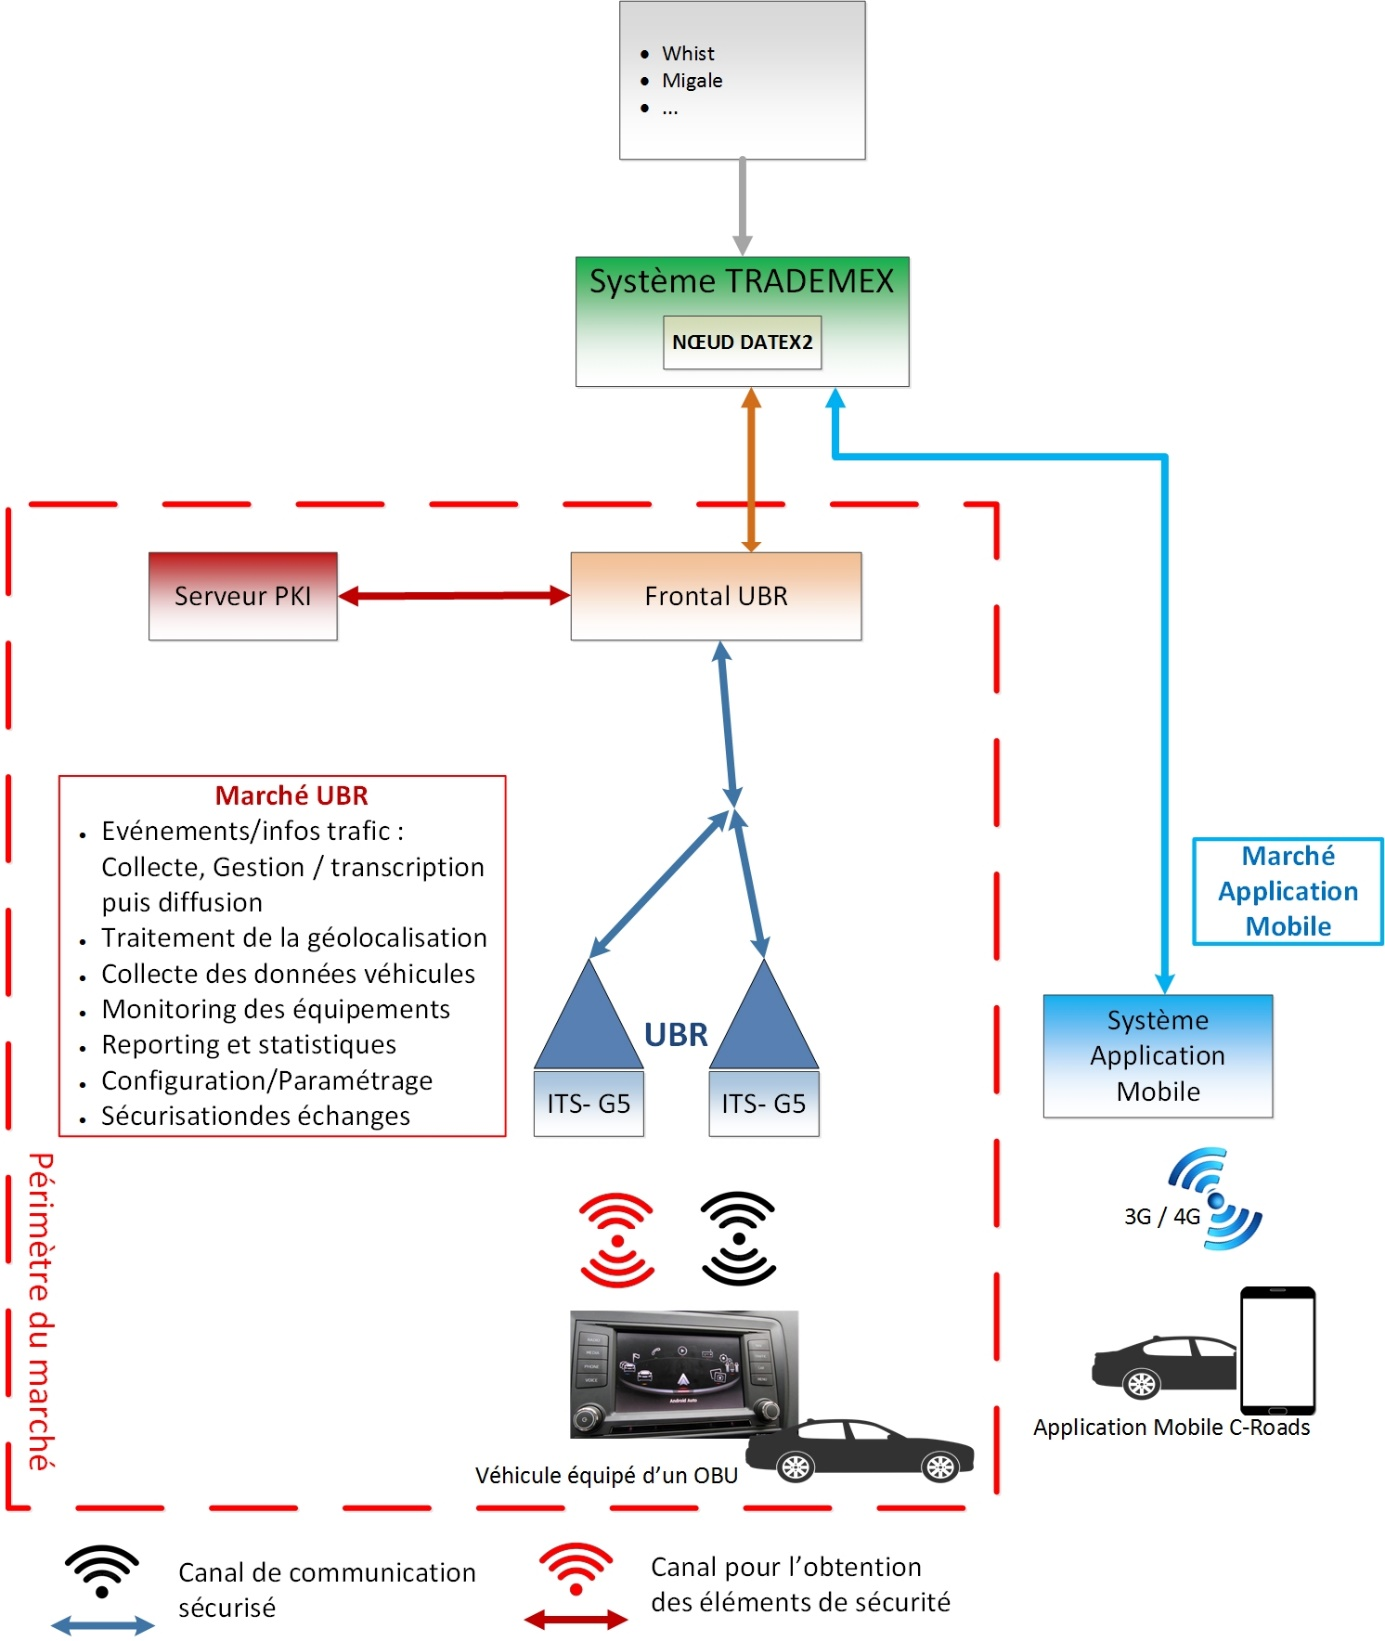 • Whist
• Migale
• ...
Système TRADEMEX
NŒUD DATEX2
Serveur PKI
Frontal UBR
Marché UBR
• Evénements/infos trafic :
Collecte, Gestion / transcription
puis diffusion
• Traitement de la géolocalisation
• Collecte des données véhicules
• Monitoring des équipements
• Reporting et statistiques
• Configuration/Paramétrage
• Sécurisationdes échanges
Marché
Application
Mobile
UBR
ITS- G5
ITS- G5
Système
Application
Mobile
3G / 4G
Périmètre du marché
Android Auto
Application Mobile C-Roads
Véhicule équipé d’un OBU
Canal de communication
sécurisé
Canal pour l’obtention
des éléments de sécurité